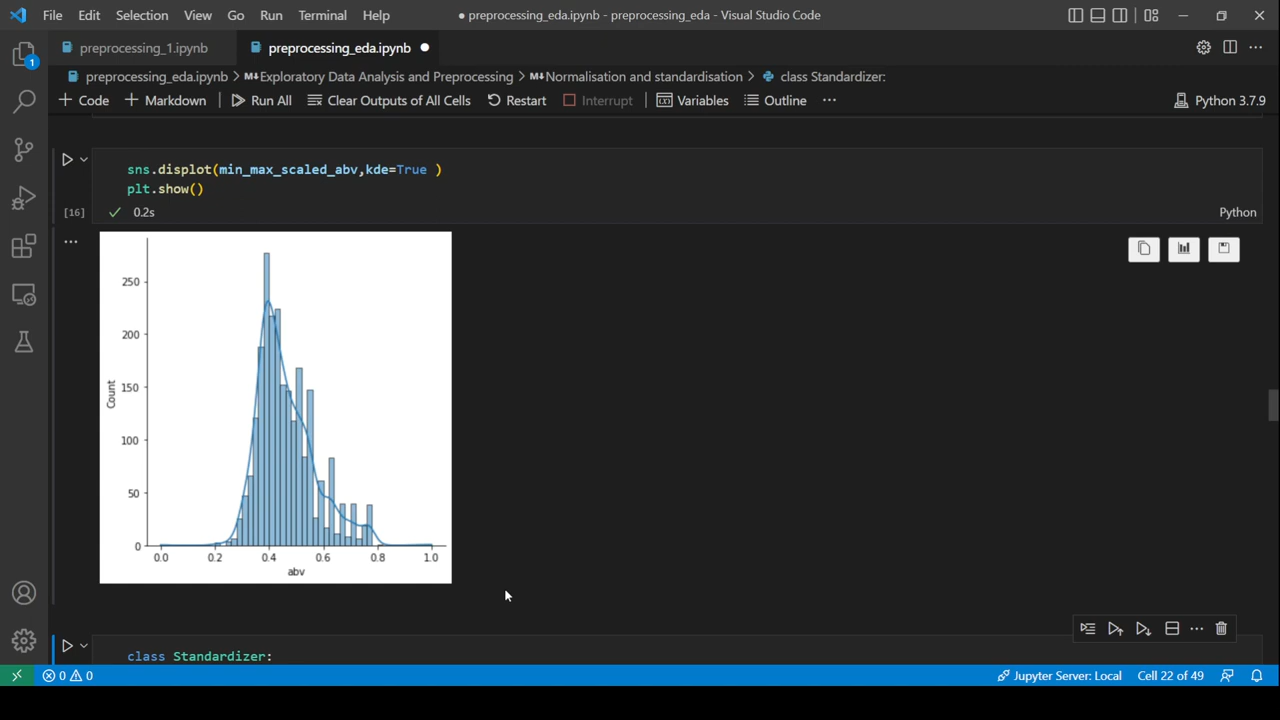 File Edit Selection View Go Run Terminal Help
● preprocessing_eda.ipynb - preprocessing_eda - Visual Studio Code
1
preprocessing_1.ipynb
preprocessing_eda.ipynb ●
preprocessing_eda.ipynb > M↓Exploratory Data Analysis and Preprocessing > M↓Normalisation and standardisation > class Standardizer:
+ Code + Markdown Run All Clear Outputs of All Cells Restart Interrupt Variables Outline ... Python 3.7.9
sns.displot(min_max_scaled_abv,kde=True )
plt.show()
[16] ✓ 0.2s Python
...
250
200
150
100
50
0
Count
0.0 0.2 0.4 0.6 0.8 1.0
abv
class Standardizer:
0 0 Jupyter Server: Local Cell 22 of 49